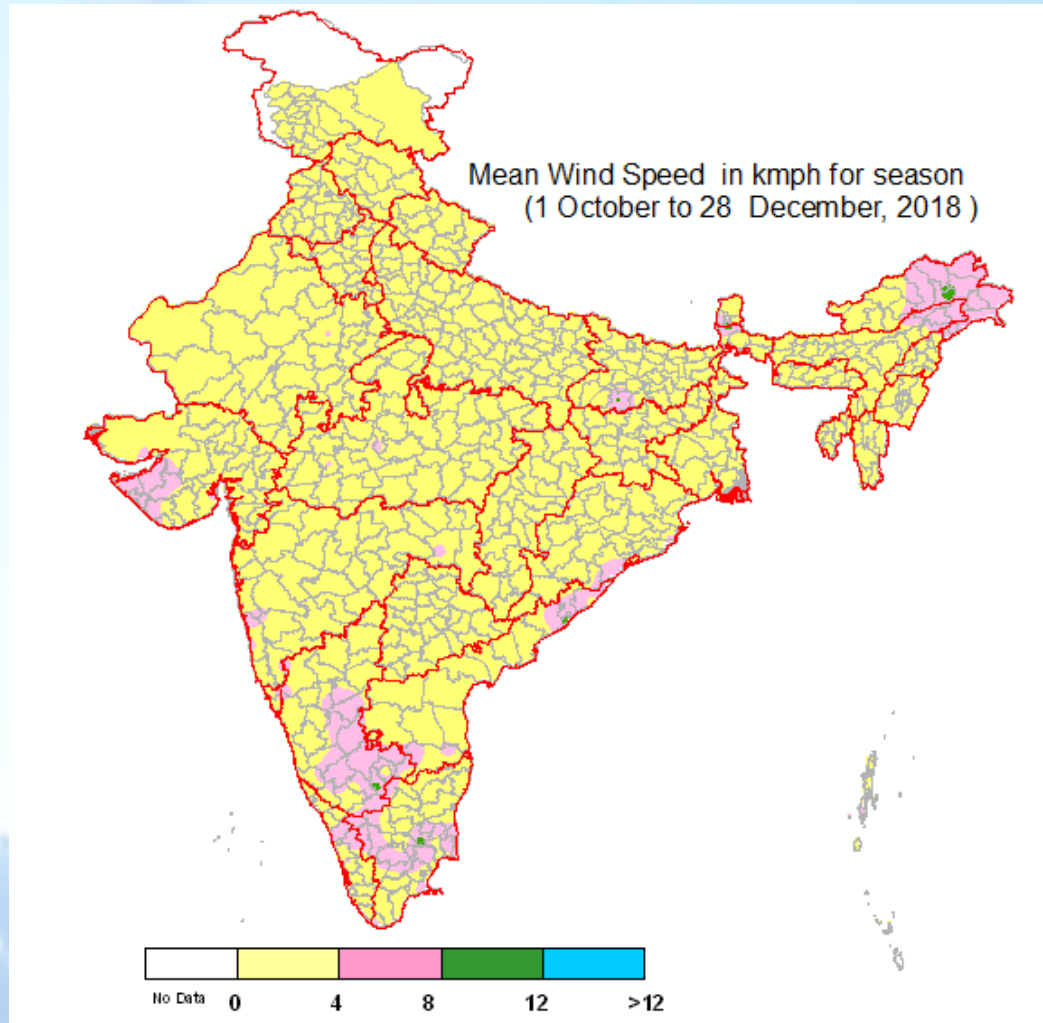 Mean Wind Speed in kmph for season
(1 October to 28 December, 2018 )
No Data 0 4 8 12 >12